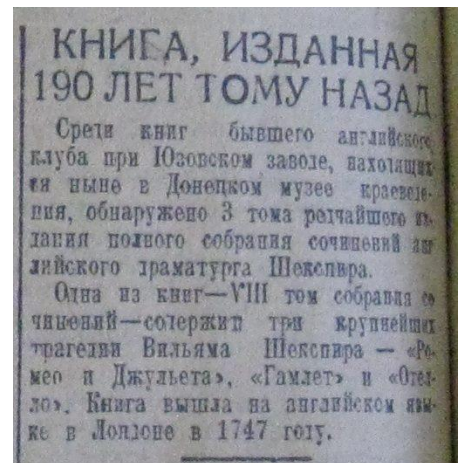 КНИГА, ИЗДАННАЯ
190 ЛЕТ ТОМУ НАЗАД
Среди книг бывшего английского
клуба при Юзовском заводе, находящих
ся ныне в Донецком музее краеведе
ния, обнаружено 3 тома редчайшего из
дания полного собрания сочинений ан
лийского драматурга Шекспира.
Одна из книг—VIII том собрания со
чинений—содержит три крупнейших
трагедии Вильяма Шекспира — «Ро
мео и Джульета», «Гамлет» и «Отел
ло». Книга вышла на английском язы
ке в Лондоне в 1747 году.